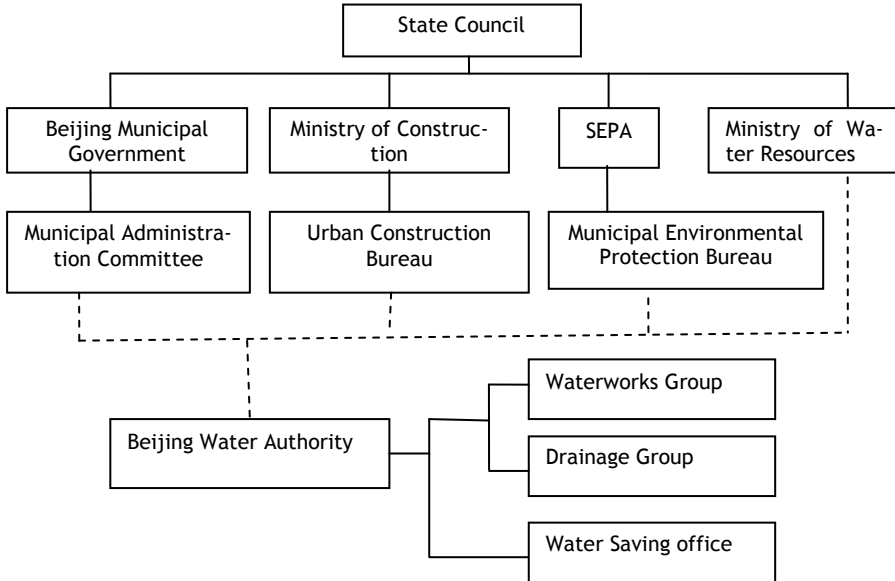 State Council
Beijing Municipal
Government
Ministry of Construc-
tion
SEPA
Ministry of Wa-
ter Resources
Municipal Administra-
tion Committee
Urban Construction
Bureau
Municipal Environmental
Protection Bureau
Waterworks Group
Beijing Water Authority
Drainage Group
Water Saving office